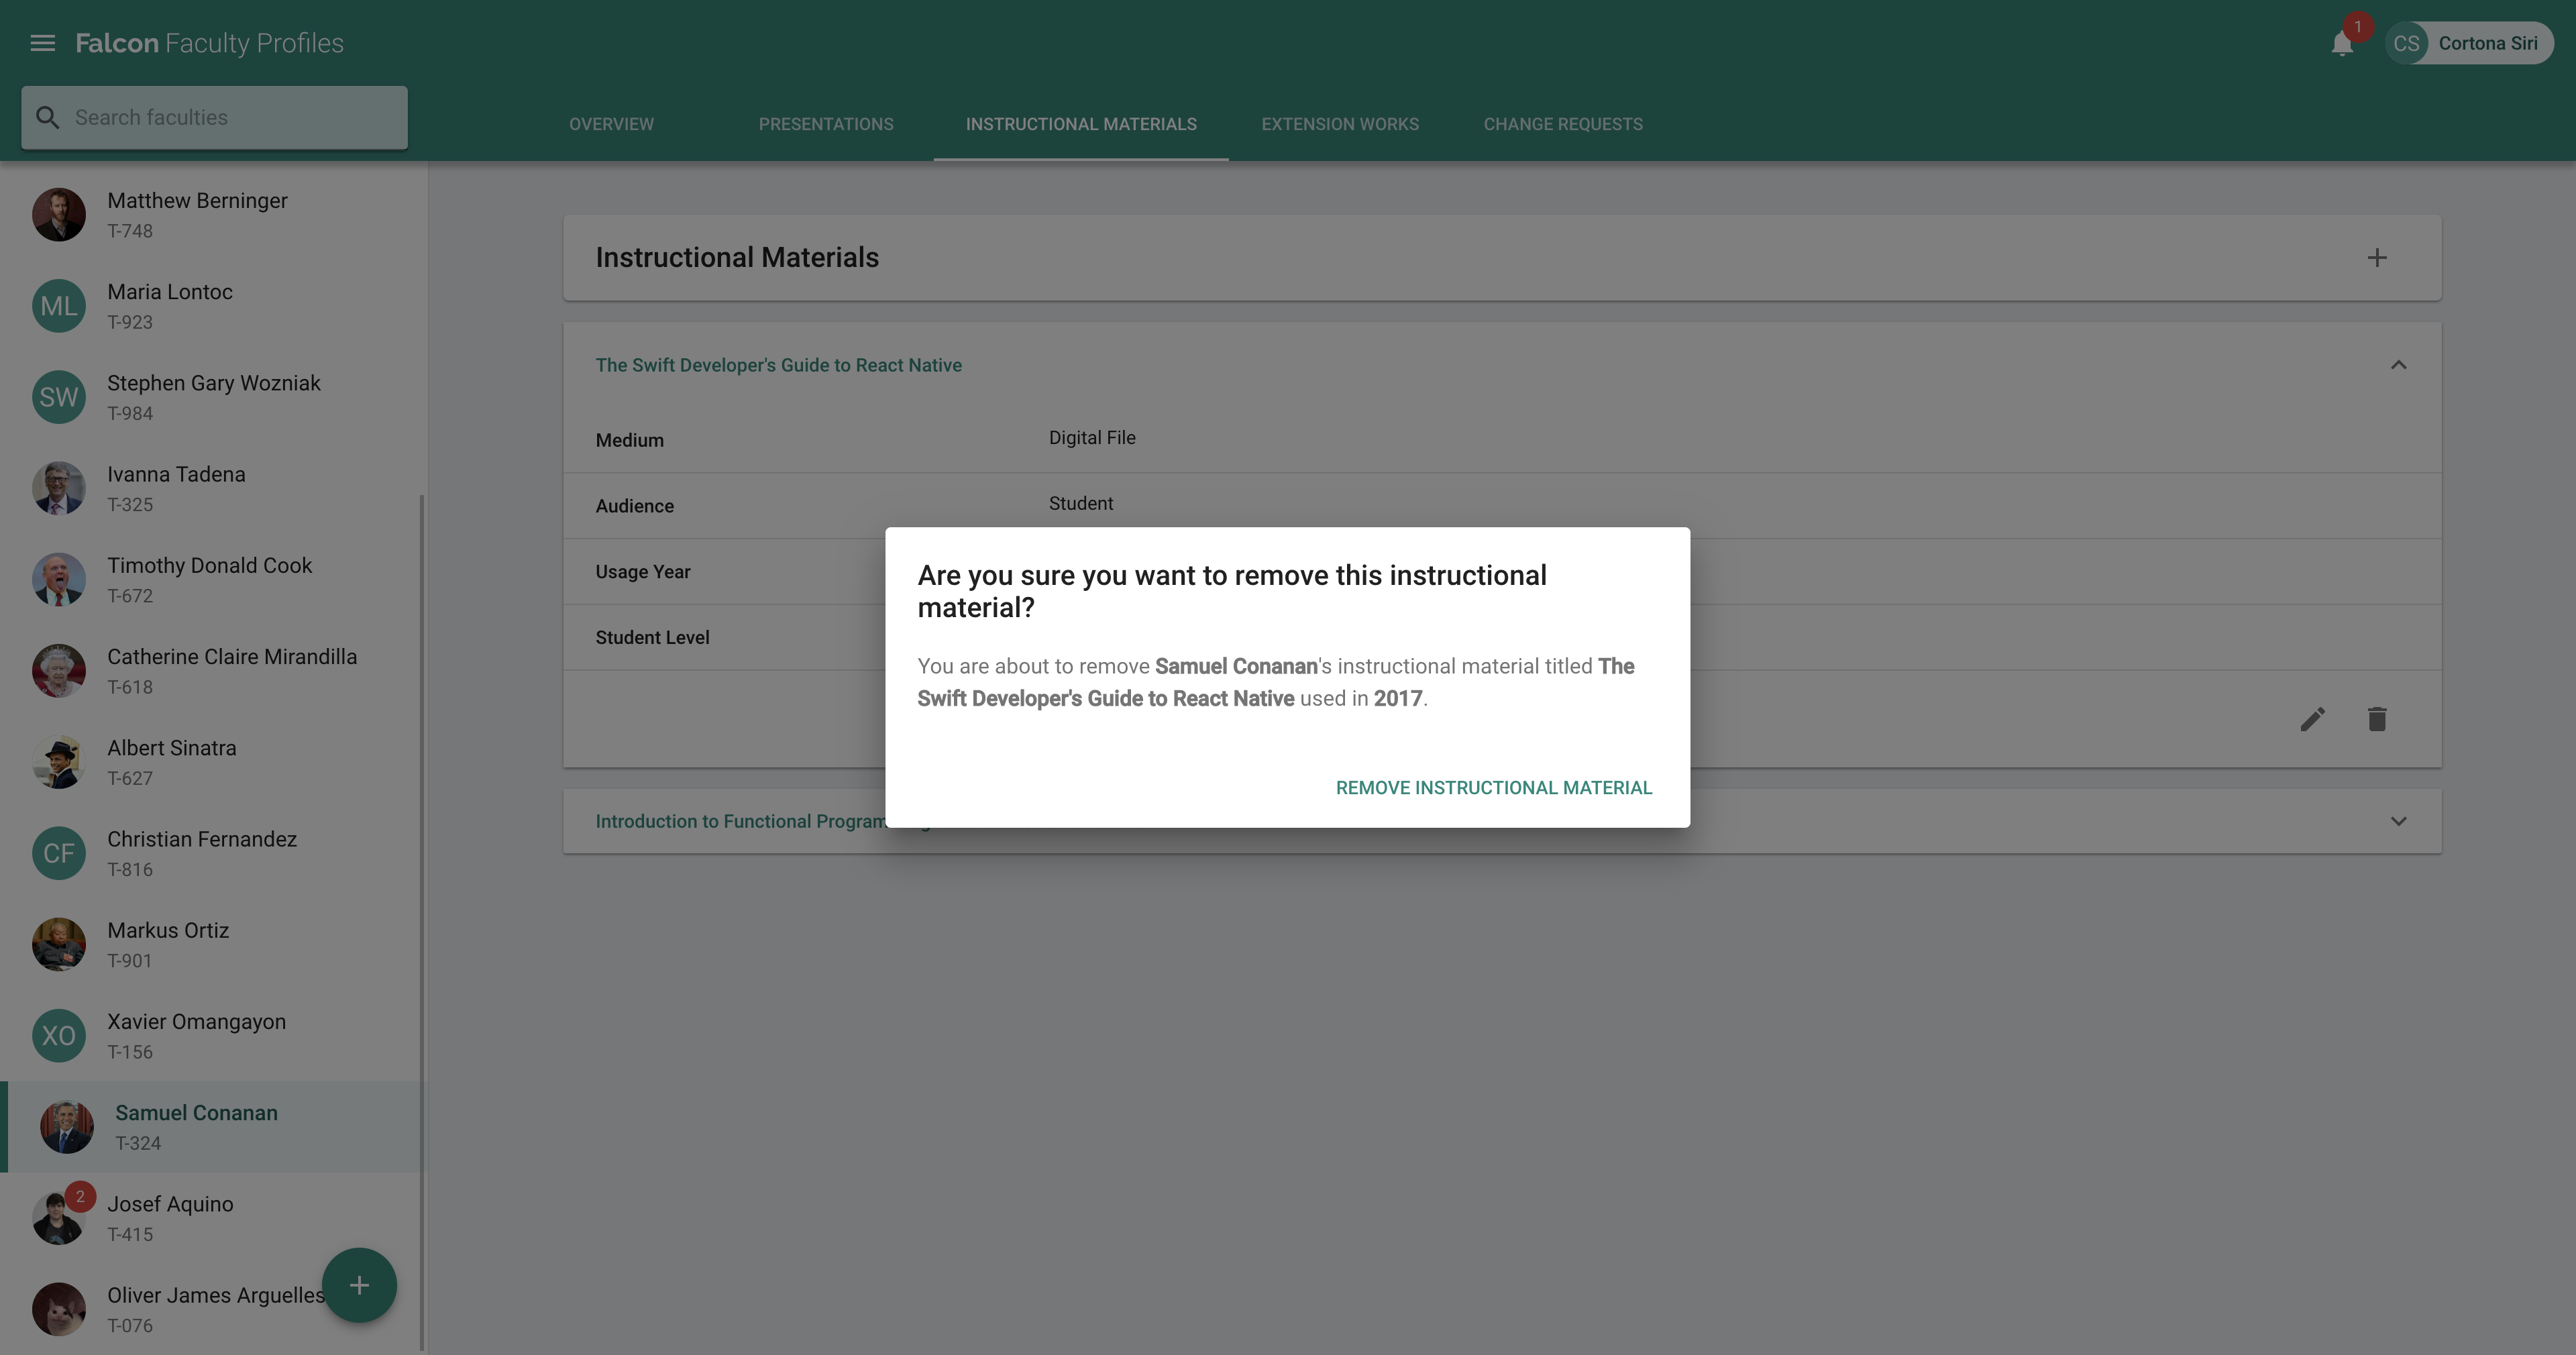 Falcon Faculty Profiles
1
CS Cortona Siri
Search faculties
OVERVIEW PRESENTATIONS INSTRUCTIONAL MATERIALS EXTENSION WORKS CHANGE REQUESTS
Matthew Berninger
T-748
ML
Maria Lontoc
T-923
SW
Stephen Gary Wozniak
T-984
Ivanna Tadena
T-325
Timothy Donald Cook
T-672
Catherine Claire Mirandilla
T-618
Albert Sinatra
T-627
CF
Christian Fernandez
T-816
Markus Ortiz
T-901
XO
Xavier Omangayon
T-156
Samuel Conanan
T-324
2
Josef Aquino
T-415
Oliver James Arguelles
T-076
Instructional Materials
The Swift Developer's Guide to React Native
Medium Digital File
Audience Student
Usage Year
Student Level
Introduction to Functional Program
Are you sure you want to remove this instructional
material?
You are about to remove Samuel Conanan's instructional material titled The
Swift Developer's Guide to React Native used in 2017.
REMOVE INSTRUCTIONAL MATERIAL